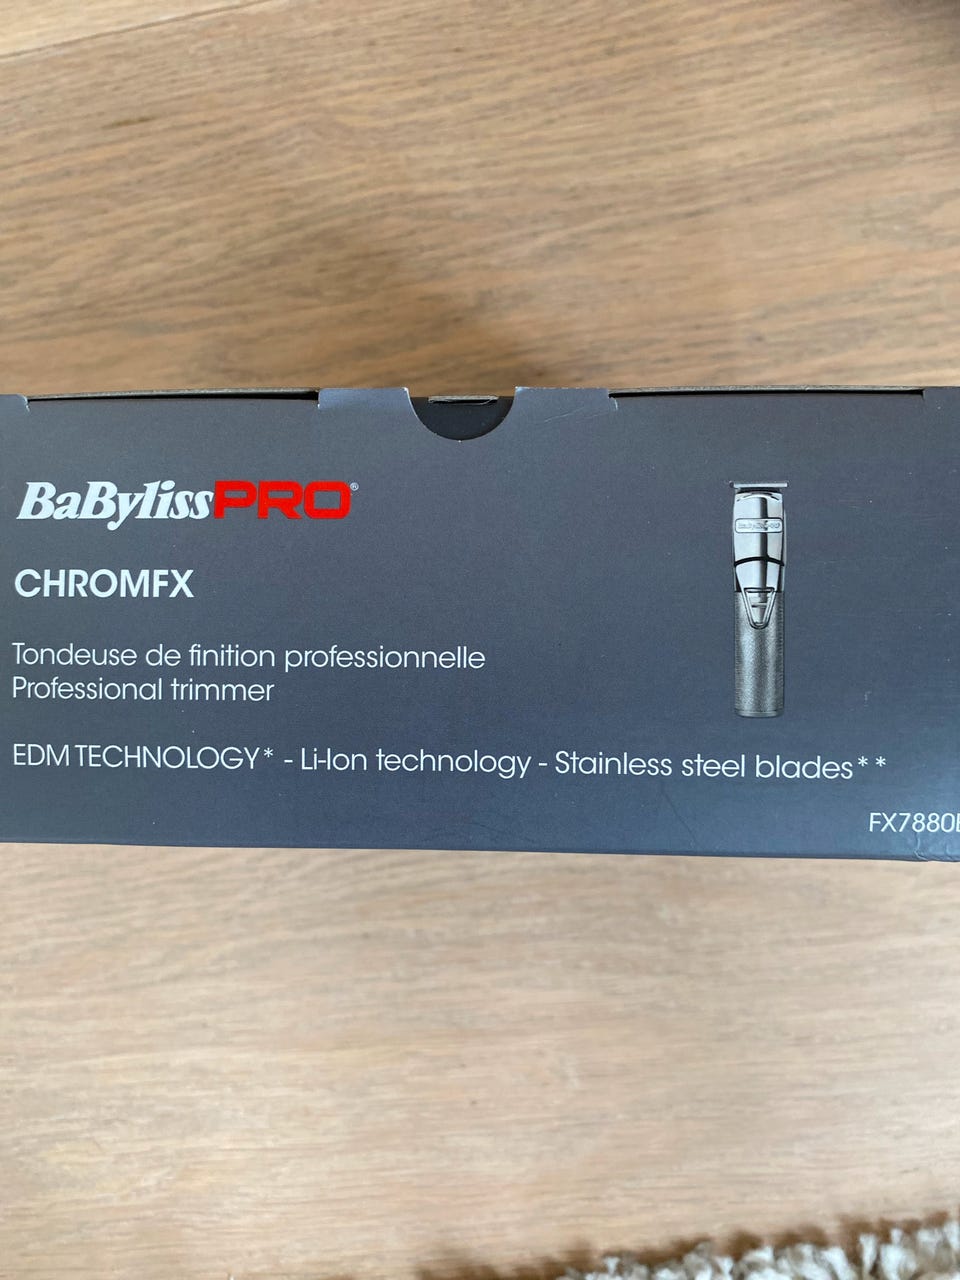 BaBylissPRO®
CHROMFX
Tondeuse de finition professionnelle
Professional trimmer
EDM TECHNOLOGY* - Li-Ion technology - Stainless steel blades**